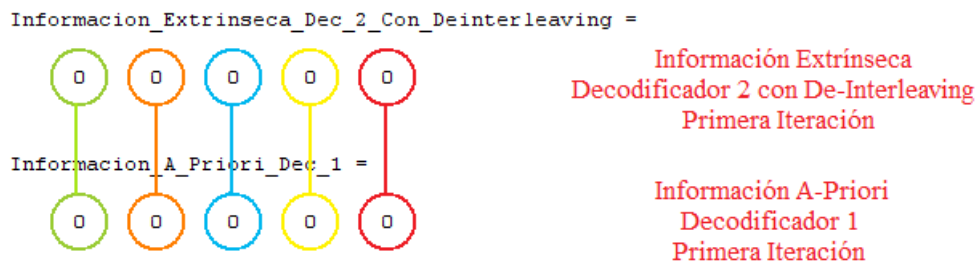 Informacion_Extrinseca_Dec_2_Con_Deinterleaving =
0 0 0 0 0
Información Extrínseca
Decodificador 2 con De-Interleaving
Primera Iteración
Informacion_A_Priori_Dec_1 =
0 0 0 0 0
Información A-Priori
Decodificador 1
Primera Iteración